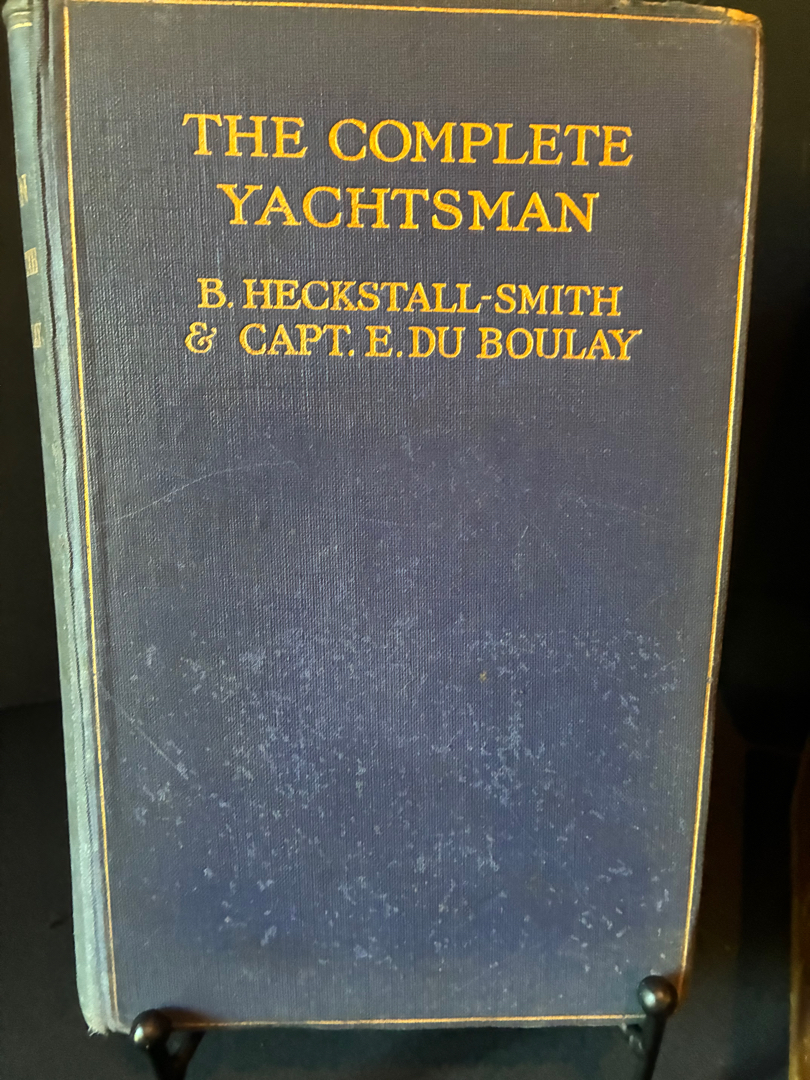 THE COMPLETE
YACHTSMAN
B. HECKSTALL-SMITH
& CAPT. E. DU BOULAY